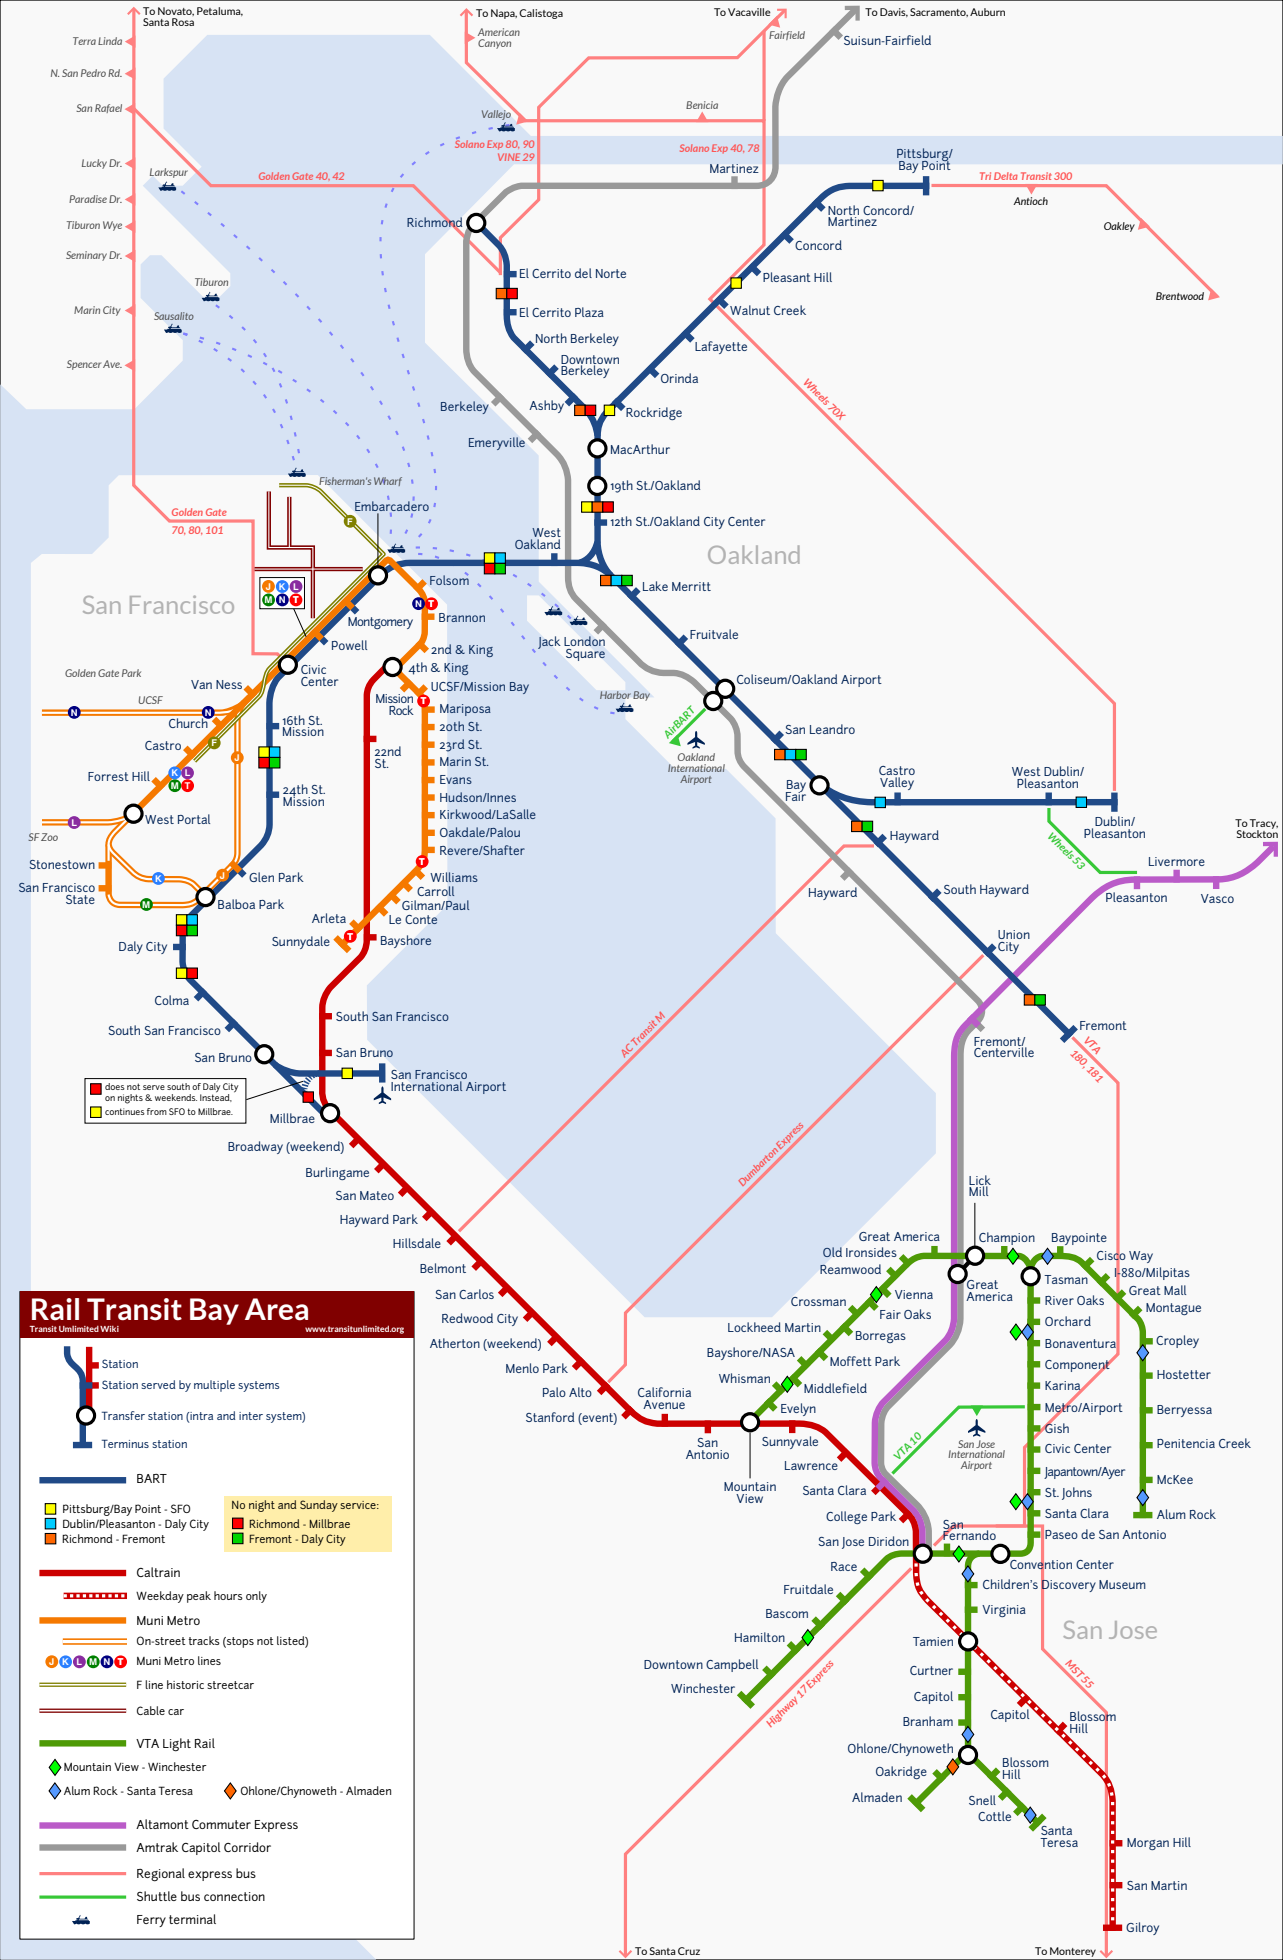 To Novato, Petaluma,
Santa Rosa
To Napa, Calistoga
To Vacaville
To Davis, Sacramento, Auburn
Terra Linda
American
Canyon
Fairfield
Suisun-Fairfield
N. San Pedro Rd.
San Rafael
Vallejo
Benicia
Solano Exp 80, 90
VINE 29
Solano Exp 40, 78
Pittsburg/
Bay Point
Lucky Dr.
Larkspur
Golden Gate 40, 42
Martinez
Tri Delta Transit 300
Antioch
Paradise Dr.
Tiburon Wye
Richmond
North Concord/
Martinez
Oakley
Concord
Seminary Dr.
Tiburon
El Cerrito del Norte
Pleasant Hill
Brentwood
Marin City
Sausalito
El Cerrito Plaza
Walnut Creek
North Berkeley
Lafayette
Spencer Ave.
Downtown
Berkeley
Orinda
Wheels 70X
Berkeley
Ashby
Rockridge
Emeryville
MacArthur
Fisherman's Wharf
19th St./Oakland
Golden Gate
70, 80, 101
Embarcadero
12th St./Oakland City Center
West
Oakland
Oakland
F
J K L
M N T
Folsom
Lake Merritt
San Francisco
N T
Montgomery
Brannon
Fruitvale
Jack London
Square
Powell
2nd & King
Golden Gate Park
Civic
Center
4th & King
Coliseum/Oakland Airport
Van Ness
UCSF/Mission Bay
UCSF
Mission
Rock
T
Harbor Bay
N
N
Church
16th St.
Mission
Mariposa
AirBART
20th St.
San Leandro
F
Castro
J
22nd
St.
23rd St.
Oakland
International
Airport
Marin St.
Forrest Hill
K L
M T
Evans
Bay
Fair
Castro
Valley
West Dublin/
Pleasanton
24th St.
Mission
Hudson/Innes
West Portal
L
Kirkwood/LaSalle
Dublin/
Pleasanton
To Tracy,
Stockton
SF Zoo
Oakdale/Palou
Hayward
Wheels 53
Revere/Shafter
T
Stonestown
K
J
Glen Park
Williams
Livermore
San Francisco
State
Carroll
Hayward
South Hayward
Pleasanton
Vasco
M
Balboa Park
Gilman/Paul
Le Conte
Arleta
T
Sunnydale
Bayshore
Union
City
Daly City
Colma
South San Francisco
South San Francisco
AC Transit M
Fremont
Fremont/
Centerville
VTA
180, 181
San Bruno
San Bruno
San Francisco
International Airport
does not serve south of Daly City
on nights & weekends. Instead,
continues from SFO to Millbrae.
Millbrae
Broadway (weekend)
Dumbarton Express
Burlingame
San Mateo
Lick
Mill
Hayward Park
Hillsdale
Great America
Champion
Baypointe
Old Ironsides
Cisco Way
Belmont
Reamwood
Tasman
I-880/Milpitas
San Carlos
Vienna
Great
America
Great Mall
Crossman
River Oaks
Montague
Redwood City
Fair Oaks
Orchard
Lockheed Martin
Borregas
Bonaventura
Cropley
Atherton (weekend)
Bayshore/NASA
Moffett Park
Component
Menlo Park
Whisman
Karina
Hostetter
Palo Alto
Middlefield
California
Avenue
Evelyn
Metro/Airport
Berryessa
Stanford (event)
Gish
San
Antonio
Sunnyvale
VTA 10
San Jose
International
Airport
Civic Center
Penitencia Creek
Lawrence
Japantown/Ayer
McKee
Mountain
View
Santa Clara
St. Johns
College Park
Santa Clara
Alum Rock
San
Fernando
San Jose Diridon
Paseo de San Antonio
Race
Convention Center
Fruitdale
Children's Discovery Museum
Bascom
Virginia
Hamilton
Tamien
San Jose
Downtown Campbell
Curtner
MST 55
Winchester
Highway 17 Express
Capitol
Capitol
Branham
Blossom
Hill
Ohlone/Chynoweth
Oakridge
Blossom
Hill
Almaden
Snell
Cottle
Santa
Teresa
Morgan Hill
San Martin
Gilroy
To Santa Cruz
To Monterey
Rail Transit Bay Area
Transit Unlimited Wiki
www.transitunlimited.org
Station
Station served by multiple systems
Transfer station (intra and inter system)
Terminus station
BART
Pittsburg/Bay Point - SFO
Dublin/Pleasanton - Daly City
Richmond - Fremont
No night and Sunday service:
Richmond - Millbrae
Fremont - Daly City
Caltrain
Weekday peak hours only
Muni Metro
On-street tracks (stops not listed)
J K L M N T Muni Metro lines
F line historic streetcar
Cable car
VTA Light Rail
Mountain View - Winchester
Alum Rock - Santa Teresa
Ohlone/Chynoweth - Almaden
Altamont Commuter Express
Amtrak Capitol Corridor
Regional express bus
Shuttle bus connection
Ferry terminal